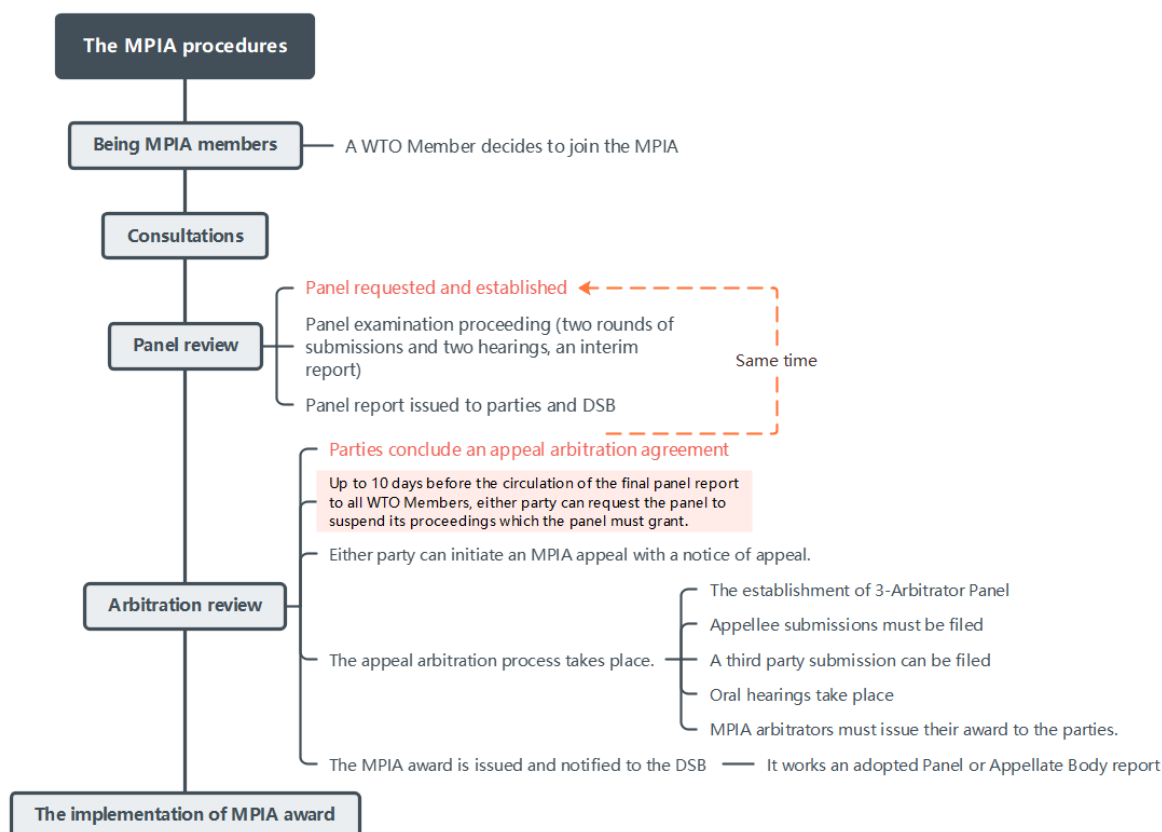 The MPIA procedures
Being MPIA members
A WTO Member decides to join the MPIA
Consultations
Panel review
Panel requested and established
Panel examination proceeding (two rounds of
submissions and two hearings, an interim
report)
Panel report issued to parties and DSB
Same time
Arbitration review
Parties conclude an appeal arbitration agreement
Up to 10 days before the circulation of the final panel report
to all WTO Members, either party can request the panel to
suspend its proceedings which the panel must grant.
Either party can initiate an MPIA appeal with a notice of appeal.
The appeal arbitration process takes place.
The establishment of 3-Arbitrator Panel
Appellee submissions must be filed
A third party submission can be filed
Oral hearings take place
MPIA arbitrators must issue their award to the parties.
The MPIA award is issued and notified to the DSB
It works an adopted Panel or Appellate Body report
The implementation of MPIA award